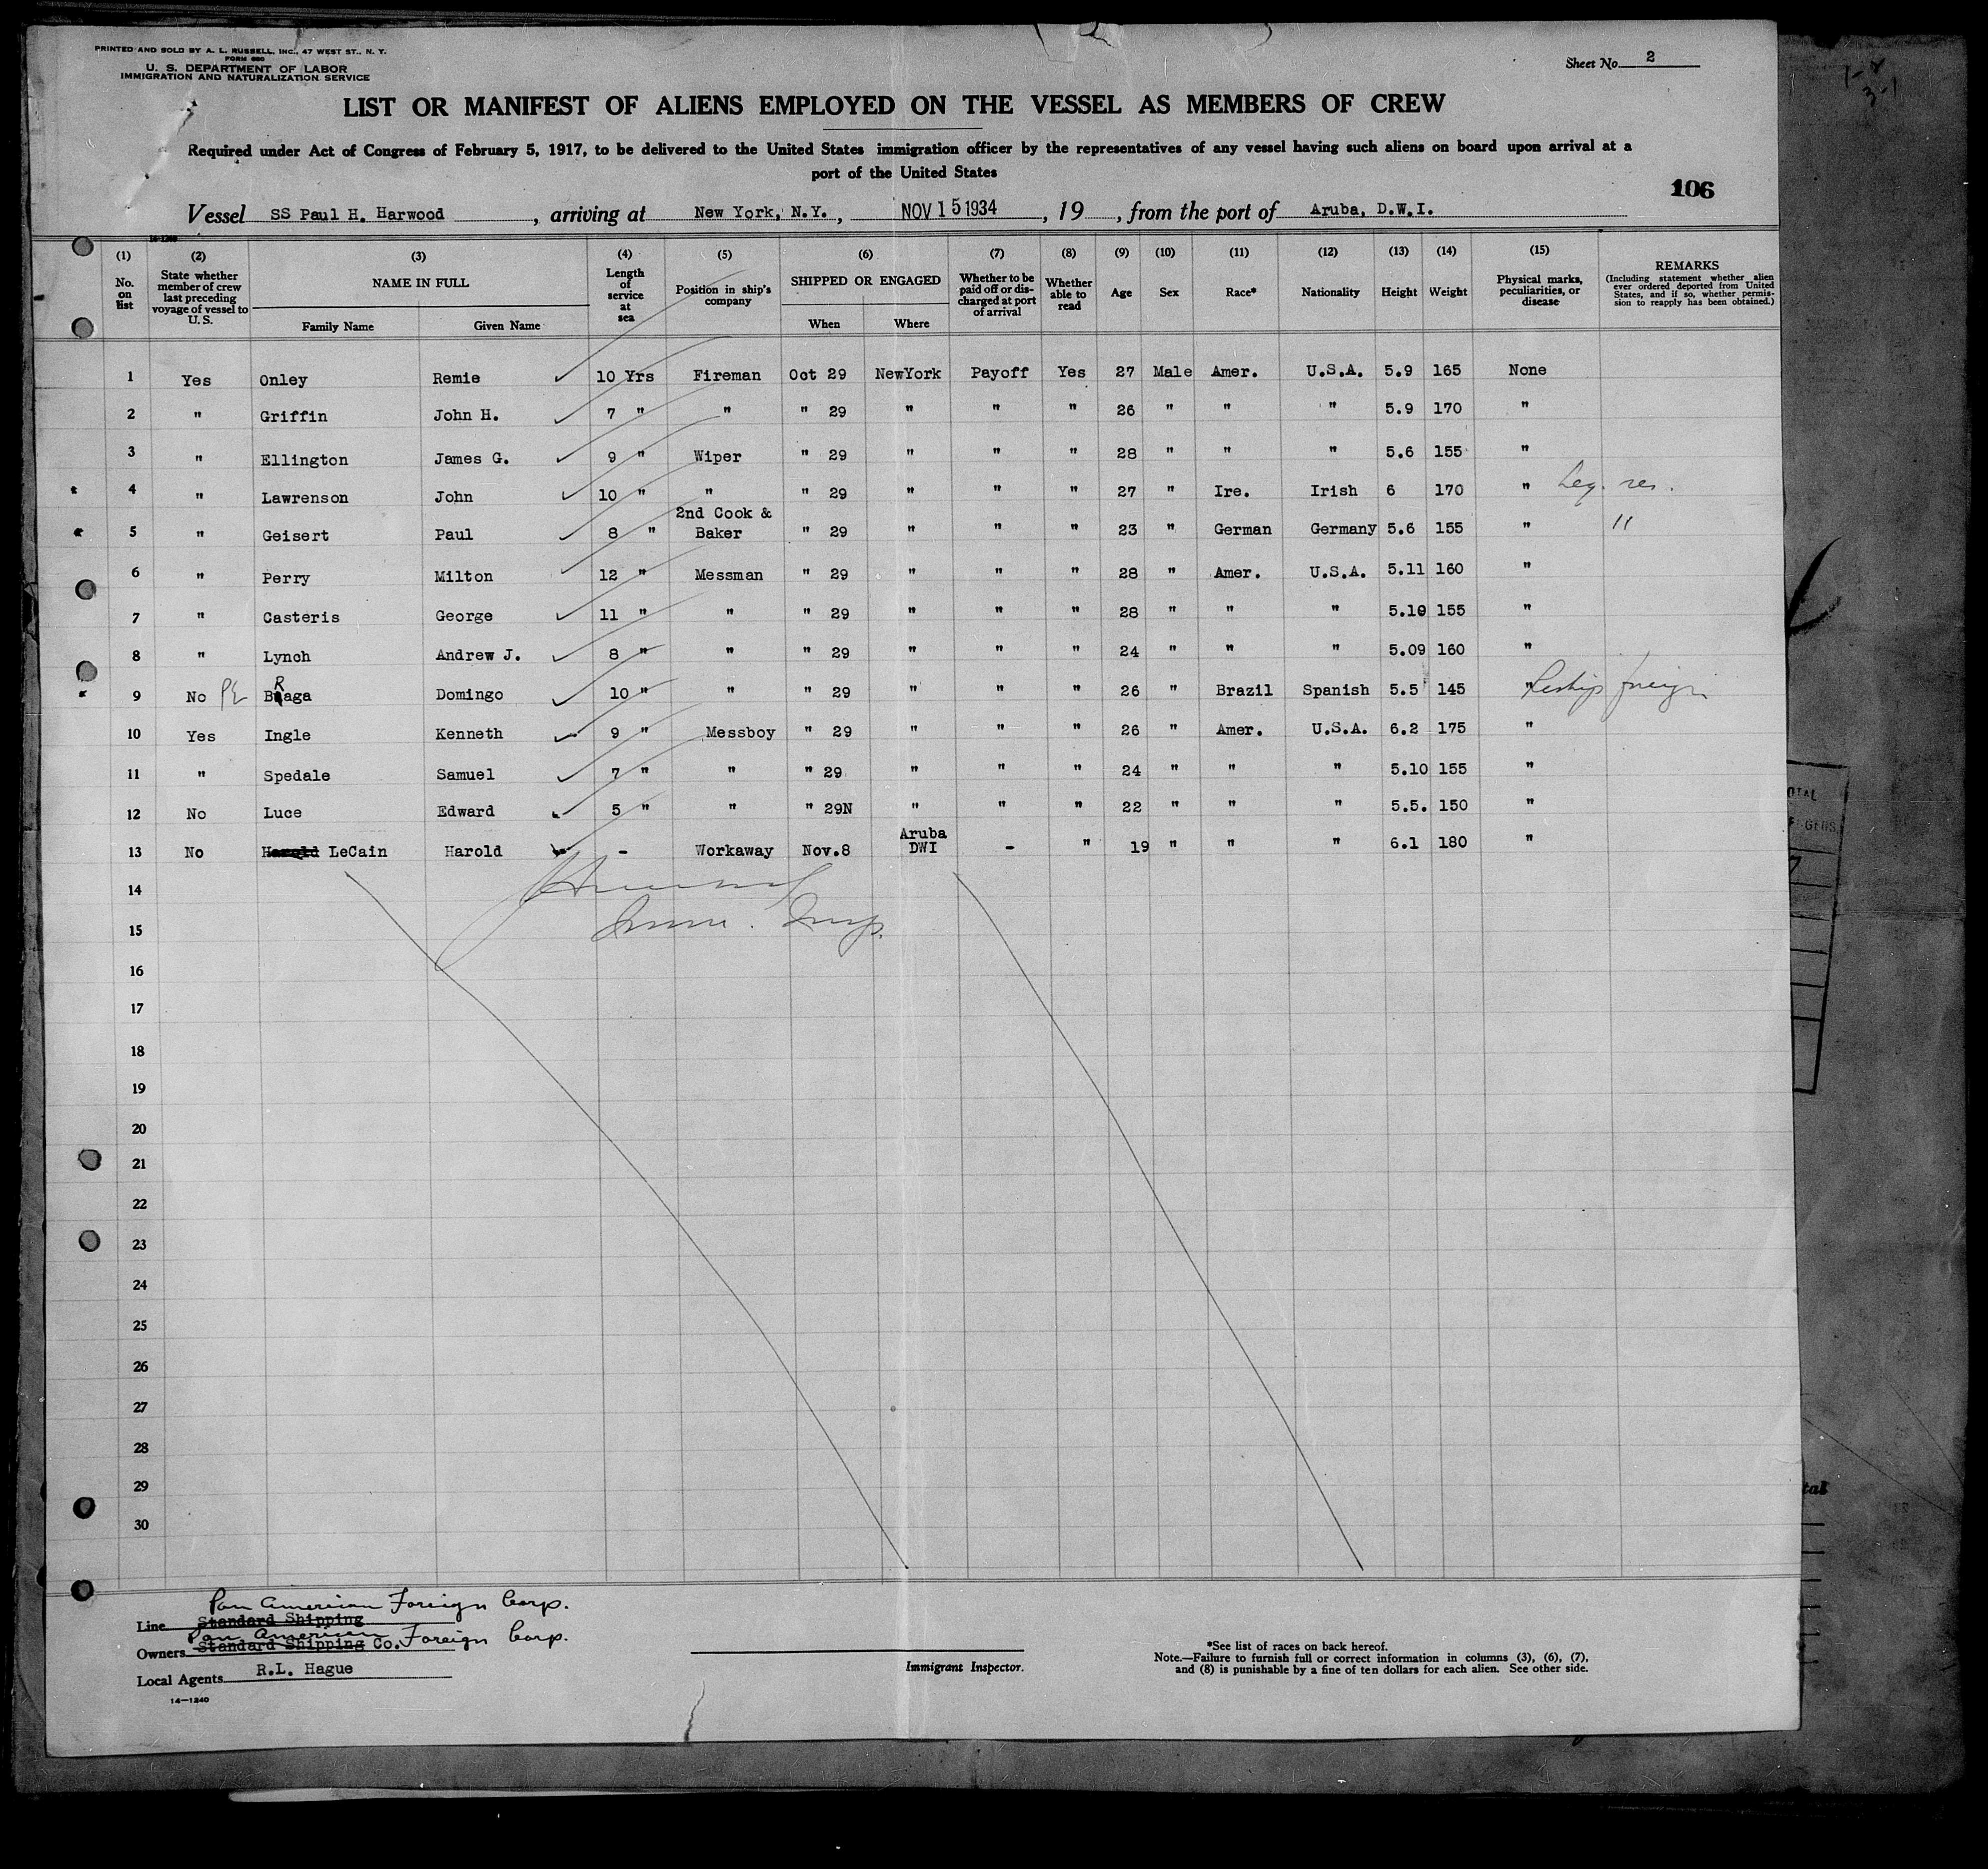 PRINTED AND SOLD BY A. L. RUSSELL, INC., 47 WEST ST., N. Y.
FORM 680
U. S. DEPARTMENT OF LABOR
IMMIGRATION AND NATURALIZATION SERVICE
Sheet No. 2
LIST OR MANIFEST OF ALIENS EMPLOYED ON THE VESSEL AS MEMBERS OF CREW
Required under Act of Congress of February 5, 1917, to be delivered to the United States immigration officer by the representatives of any vessel having such aliens on board upon arrival at a
port of the United States
106
Vessel SS Paul H. Harwood, arriving at New York, N.Y., NOV 15 1934, 19, from the port of Aruba, D.W.I.
(1) (2) (3) (4) (5) (6) (7) (8) (9) (10) (11) (12) (13) (14) (15)
No. on list
State whether member of crew last preceding voyage of vessel to U. S.
NAME IN FULL
Family Name Given Name
Length of service at sea
Position in ship's company
SHIPPED OR ENGAGED
When Where
Whether to be paid off or discharged at port of arrival
Whether able to read
Age
Sex
Race*
Nationality
Height
Weight
Physical marks, peculiarities, or disease
REMARKS
(Including statement whether alien ever ordered deported from United States, and if so, whether permission to reapply has been obtained.)
1 Yes Onley Remie 10 Yrs Fireman Oct 29 NewYork Payoff Yes 27 Male Amer. U.S.A. 5.9 165 None
2 " Griffin John H. 7 " " " 29 " " " 26 " " " 5.9 170 "
3 " Ellington James G. 9 " Wiper " 29 " " " 28 " " " 5.6 155 "
4 " Lawrenson John 10 " " " 29 " " " 27 " Ire. Irish 6 170 " Leg. res.
5 " Geisert Paul 8 " 2nd Cook & Baker " 29 " " " 23 " German Germany 5.6 155 " "
6 " Perry Milton 12 " Messman " 29 " " " 28 " Amer. U.S.A. 5.11 160 "
7 " Casteris George 11 " " " 29 " " " 28 " " " 5.10 155 "
8 " Lynch Andrew J. 8 " " " 29 " " " 24 " " " 5.09 160 "
9 No BRaga Domingo 10 " " " 29 " " " 26 " Brazil Spanish 5.5 145 " Reship foreign
10 Yes Ingle Kenneth 9 " Messboy " 29 " " " 26 " Amer. U.S.A. 6.2 175 "
11 " Spedale Samuel 7 " " " 29 " " " 24 " " " 5.10 155 "
12 No Luce Edward 5 " " " 29N " " " 22 " " " 5.5. 150 "
13 No Harold LeCain Harold - Workaway Nov.8 Aruba DWI - " 19 " " " 6.1 180 "
14
15 Imm. Insp.
16
17
18
19
20
21
22
23
24
25
26
27
28
29
30
Pan American Foreign Corp.
Line Standard Shipping
Pan American Foreign Corp.
Owners Standard Shipping Co.
Local Agents R.L. Hague
14—1240
Immigrant Inspector.
*See list of races on back hereof.
Note.—Failure to furnish full or correct information in columns (3), (6), (7),
and (8) is punishable by a fine of ten dollars for each alien. See other side.